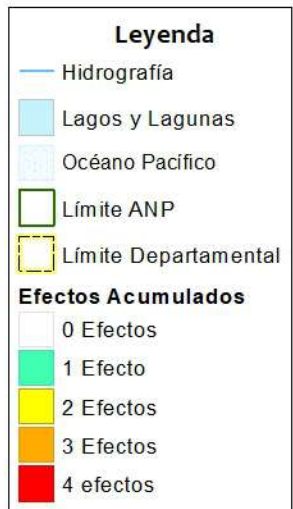 Leyenda
Hidrografía
Lagos y Lagunas
Océano Pacífico
Límite ANP
Límite Departamental
Efectos Acumulados
0 Efectos
1 Efecto
2 Efectos
3 Efectos
4 efectos